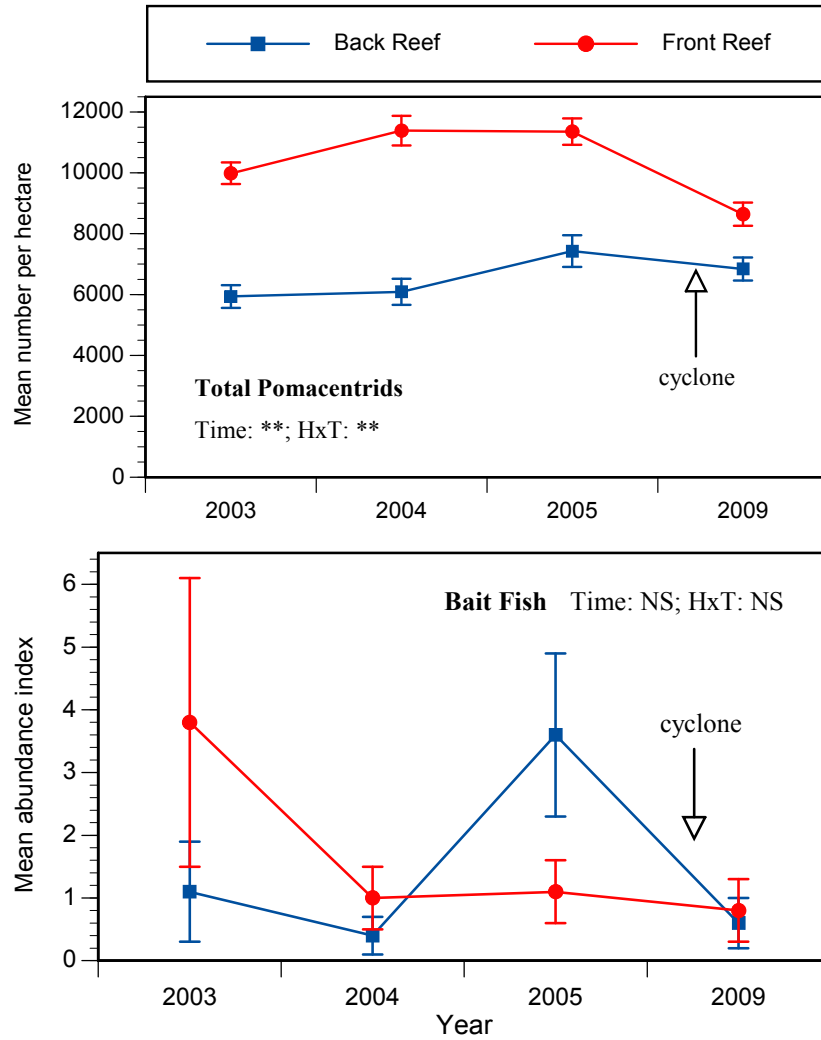 Back Reef Front Reef
Mean number per hectare
12000
10000
8000
6000
4000
2000
0
cyclone
Total Pomacentrids
Time: **; HxT: **
2003 2004 2005 2009
Mean abundance index
6
5
4
3
2
1
0
Bait Fish Time: NS; HxT: NS
cyclone
2003 2004 2005 2009
Year